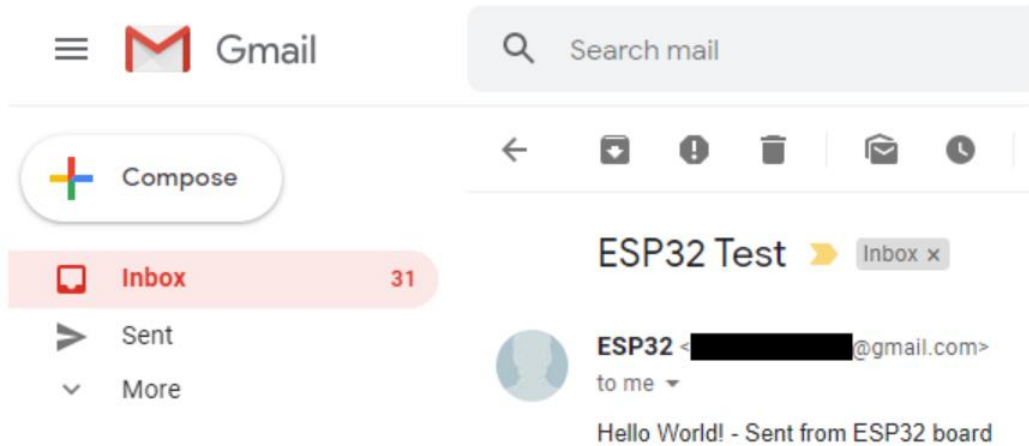 Gmail
Search mail
Compose
ESP32 Test Inbox ×
Inbox 31
ESP32 < @gmail.com>
Sent
to me
More
Hello World! - Sent from ESP32 board